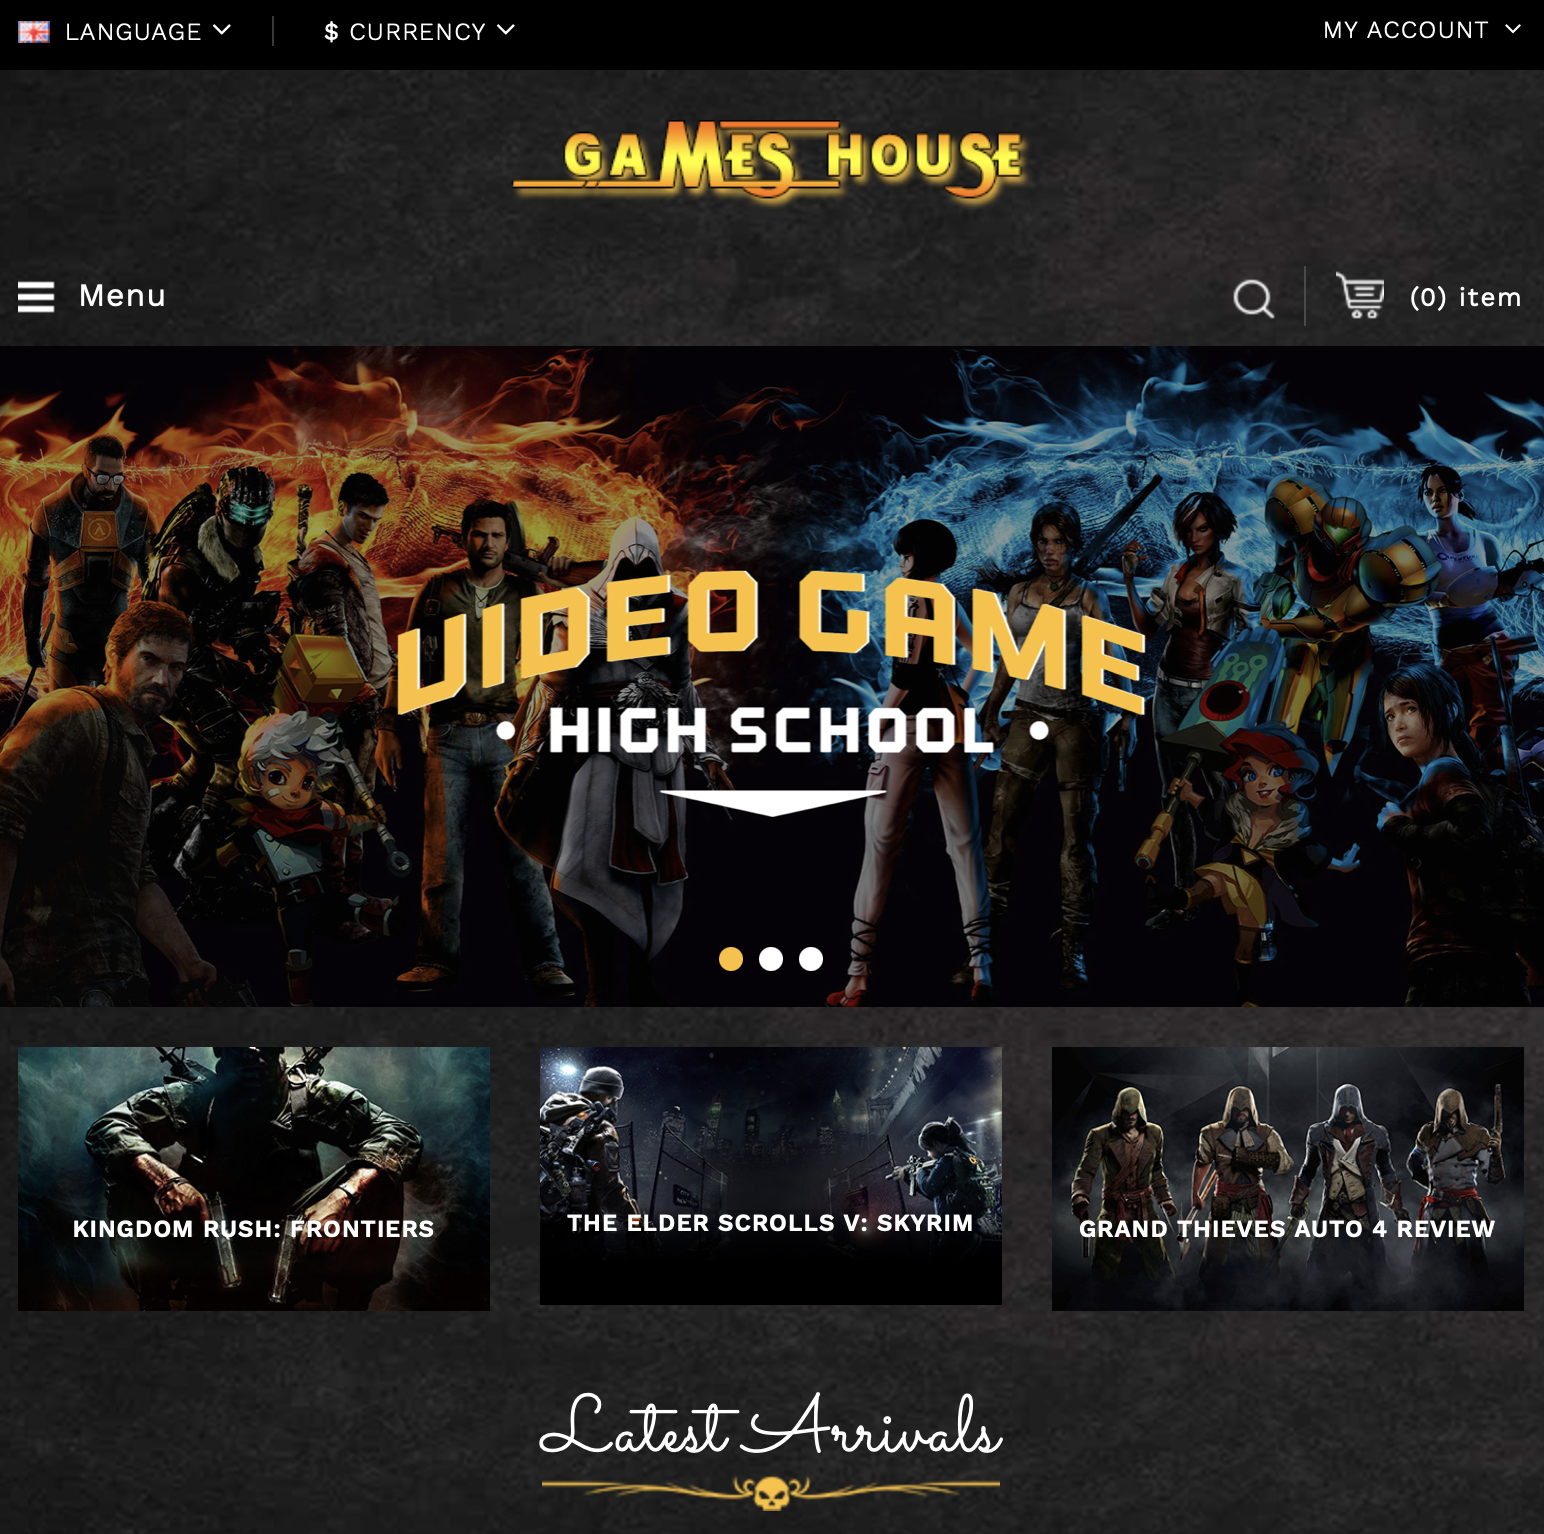 LANGUAGE
$ CURRENCY
MY ACCOUNT
GAMES HOUSE
Menu
(0) item
VIDEO GAME
• HIGH SCHOOL •
KINGDOM RUSH: FRONTIERS
THE ELDER SCROLLS V: SKYRIM
GRAND THIEVES AUTO 4 REVIEW
Latest Arrivals